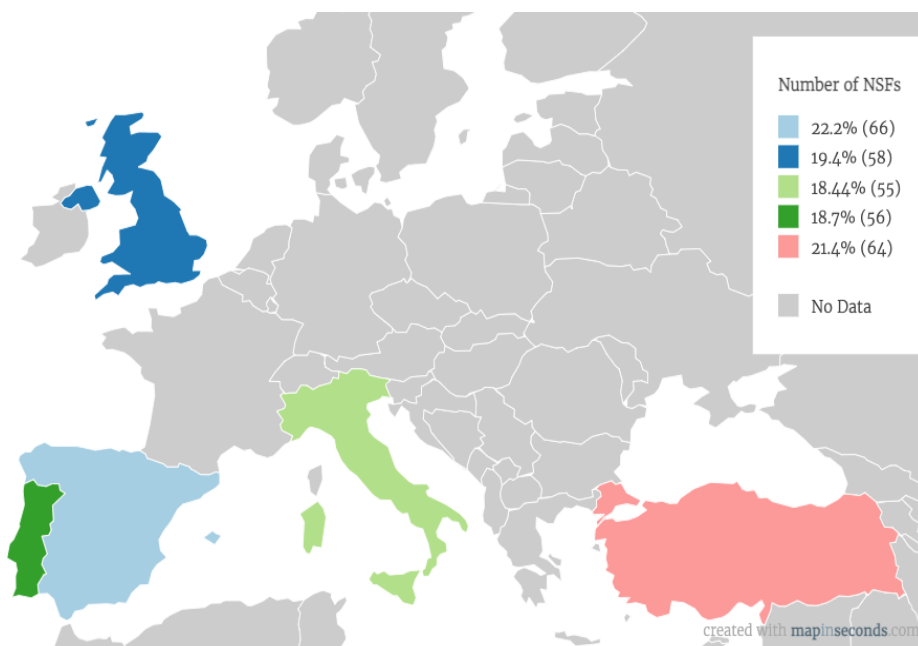 Number of NSFs
22.2% (66)
19.4% (58)
18.44% (55)
18.7% (56)
21.4% (64)
No Data
created with mapinseconds.com